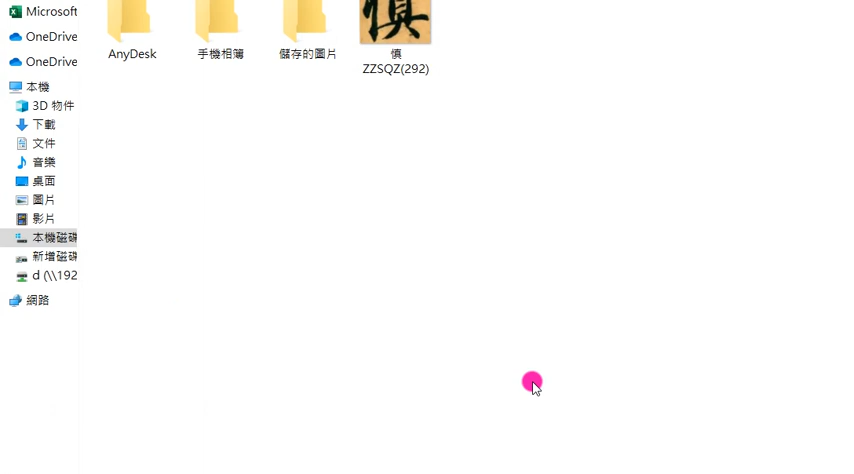 Microsoft
OneDrive
OneDrive
本機
3D 物件
下載
文件
音樂
桌面
圖片
影片
本機磁碟
新增磁碟
d (\\192
網路
AnyDesk
手機相簿
儲存的圖片
慎
慎
ZZSQZ(292)